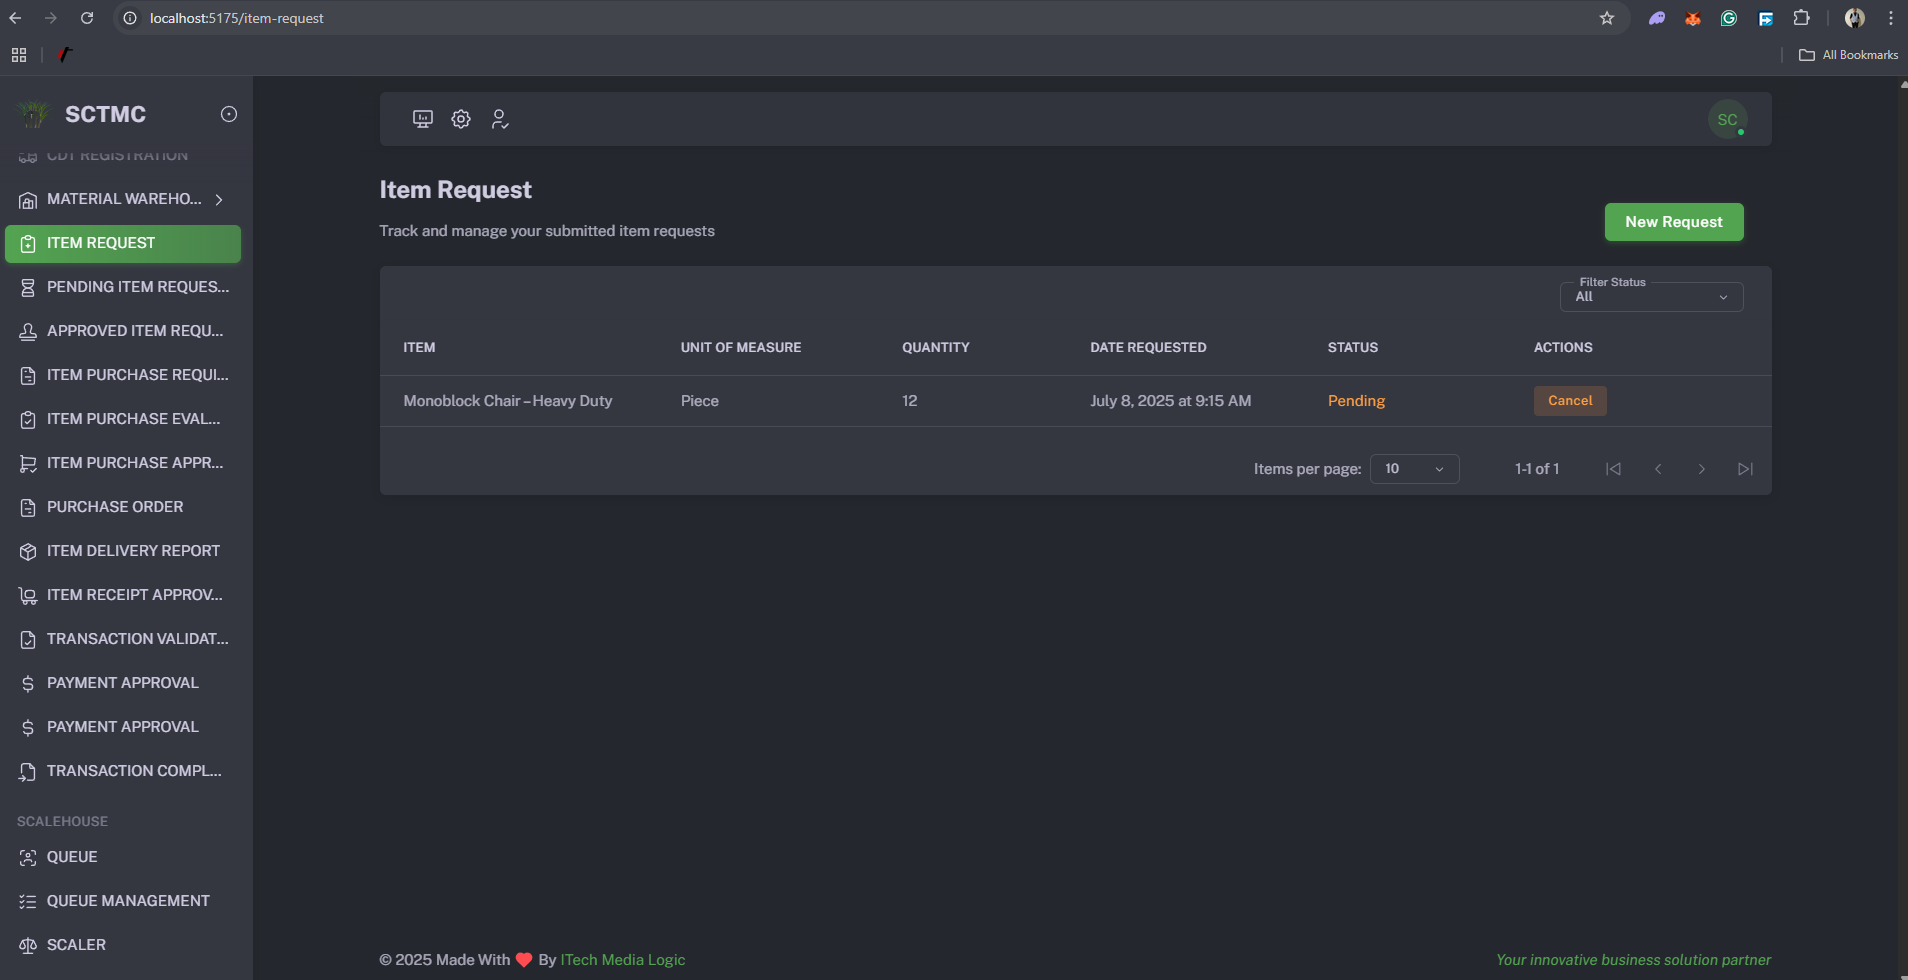 localhost:5175/item-request
All Bookmarks
SCTMC
CDT REGISTRATION
MATERIAL WAREHO...
ITEM REQUEST
PENDING ITEM REQUES...
APPROVED ITEM REQU...
ITEM PURCHASE REQUI...
ITEM PURCHASE EVAL...
ITEM PURCHASE APPR...
PURCHASE ORDER
ITEM DELIVERY REPORT
ITEM RECEIPT APPROV...
TRANSACTION VALIDAT...
PAYMENT APPROVAL
PAYMENT APPROVAL
TRANSACTION COMPL...
SCALEHOUSE
QUEUE
QUEUE MANAGEMENT
SCALER
SC
Item Request
Track and manage your submitted item requests
New Request
Filter Status
All
ITEM UNIT OF MEASURE QUANTITY DATE REQUESTED STATUS ACTIONS
Monoblock Chair – Heavy Duty Piece 12 July 8, 2025 at 9:15 AM Pending Cancel
Items per page: 10 1-1 of 1
© 2025 Made With ❤ By ITech Media Logic
Your innovative business solution partner